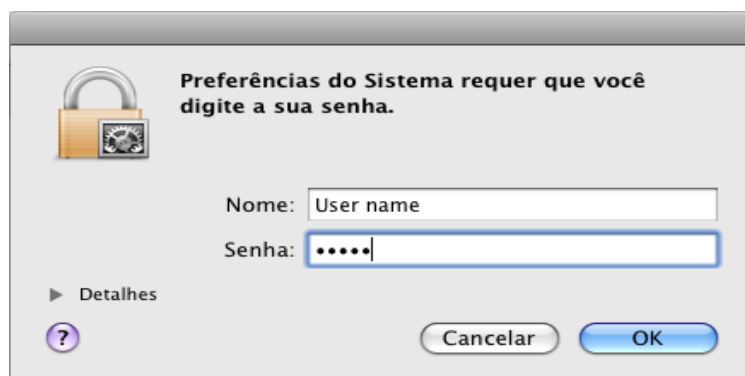 Preferências do Sistema requer que você
digite a sua senha.
Nome: User name
Senha: •••••
Detalhes
? Cancelar OK